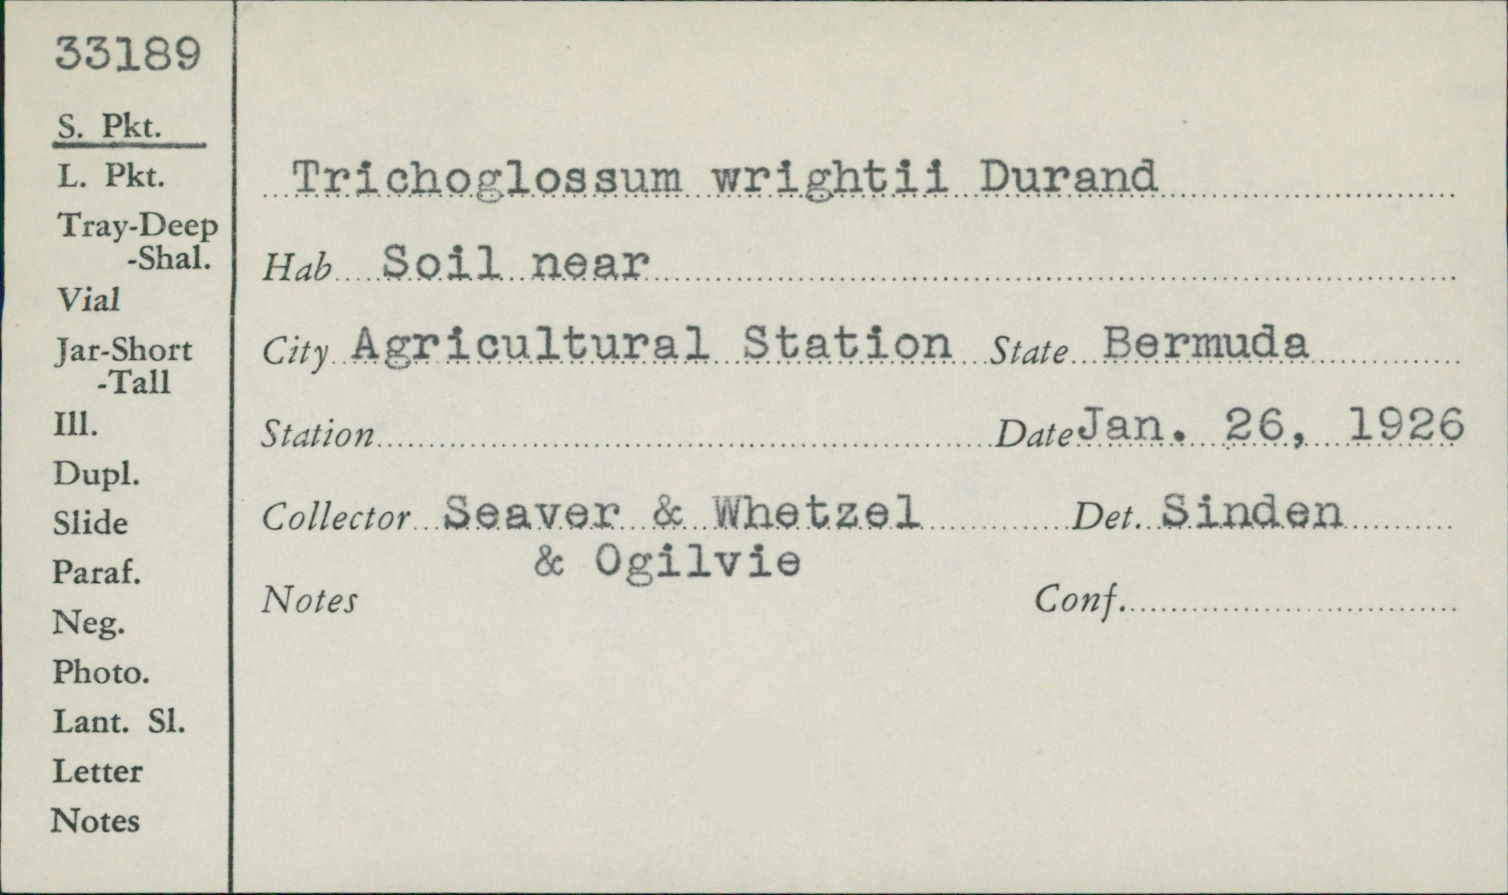 33189
S. Pkt.
L. Pkt.
Tray-Deep
-Shal.
Vial
Jar-Short
-Tall
Ill.
Dupl.
Slide
Paraf.
Neg.
Photo.
Lant. Sl.
Letter
Notes
Trichoglossum wrightii Durand
Hab Soil near
City Agricultural Station State Bermuda
Station Date Jan. 26, 1926
Collector Seaver & Whetzel Det. Sinden
& Ogilvie
Notes Conf.